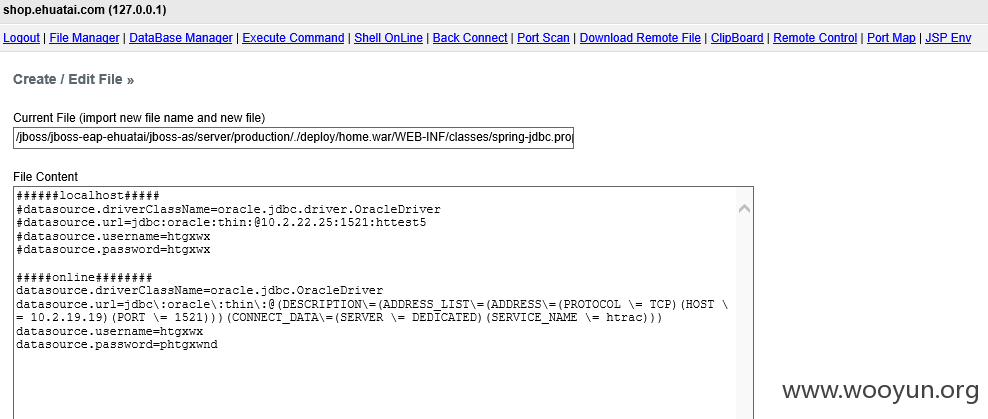 shop.ehuatai.com (127.0.0.1)
Logout | File Manager | DataBase Manager | Execute Command | Shell OnLine | Back Connect | Port Scan | Download Remote File | ClipBoard | Remote Control | Port Map | JSP Env
Create / Edit File »
Current File (import new file name and new file)
/jboss/jboss-eap-ehuatai/jboss-as/server/production/./deploy/home.war/WEB-INF/classes/spring-jdbc.prop
File Content
######localhost#####
#datasource.driverClassName=oracle.jdbc.driver.OracleDriver
#datasource.url=jdbc:oracle:thin:@10.2.22.25:1521:httest5
#datasource.username=htgxwx
#datasource.password=htgxwx
#####online########
datasource.driverClassName=oracle.jdbc.OracleDriver
datasource.url=jdbc\:oracle\:thin\:@(DESCRIPTION\=(ADDRESS_LIST\=(ADDRESS\=(PROTOCOL \= TCP)(HOST \
= 10.2.19.19)(PORT \= 1521)))(CONNECT_DATA\=(SERVER \= DEDICATED)(SERVICE_NAME \= htrac)))
datasource.username=htgxwx
datasource.password=phtgxwnd
www.wooyun.org